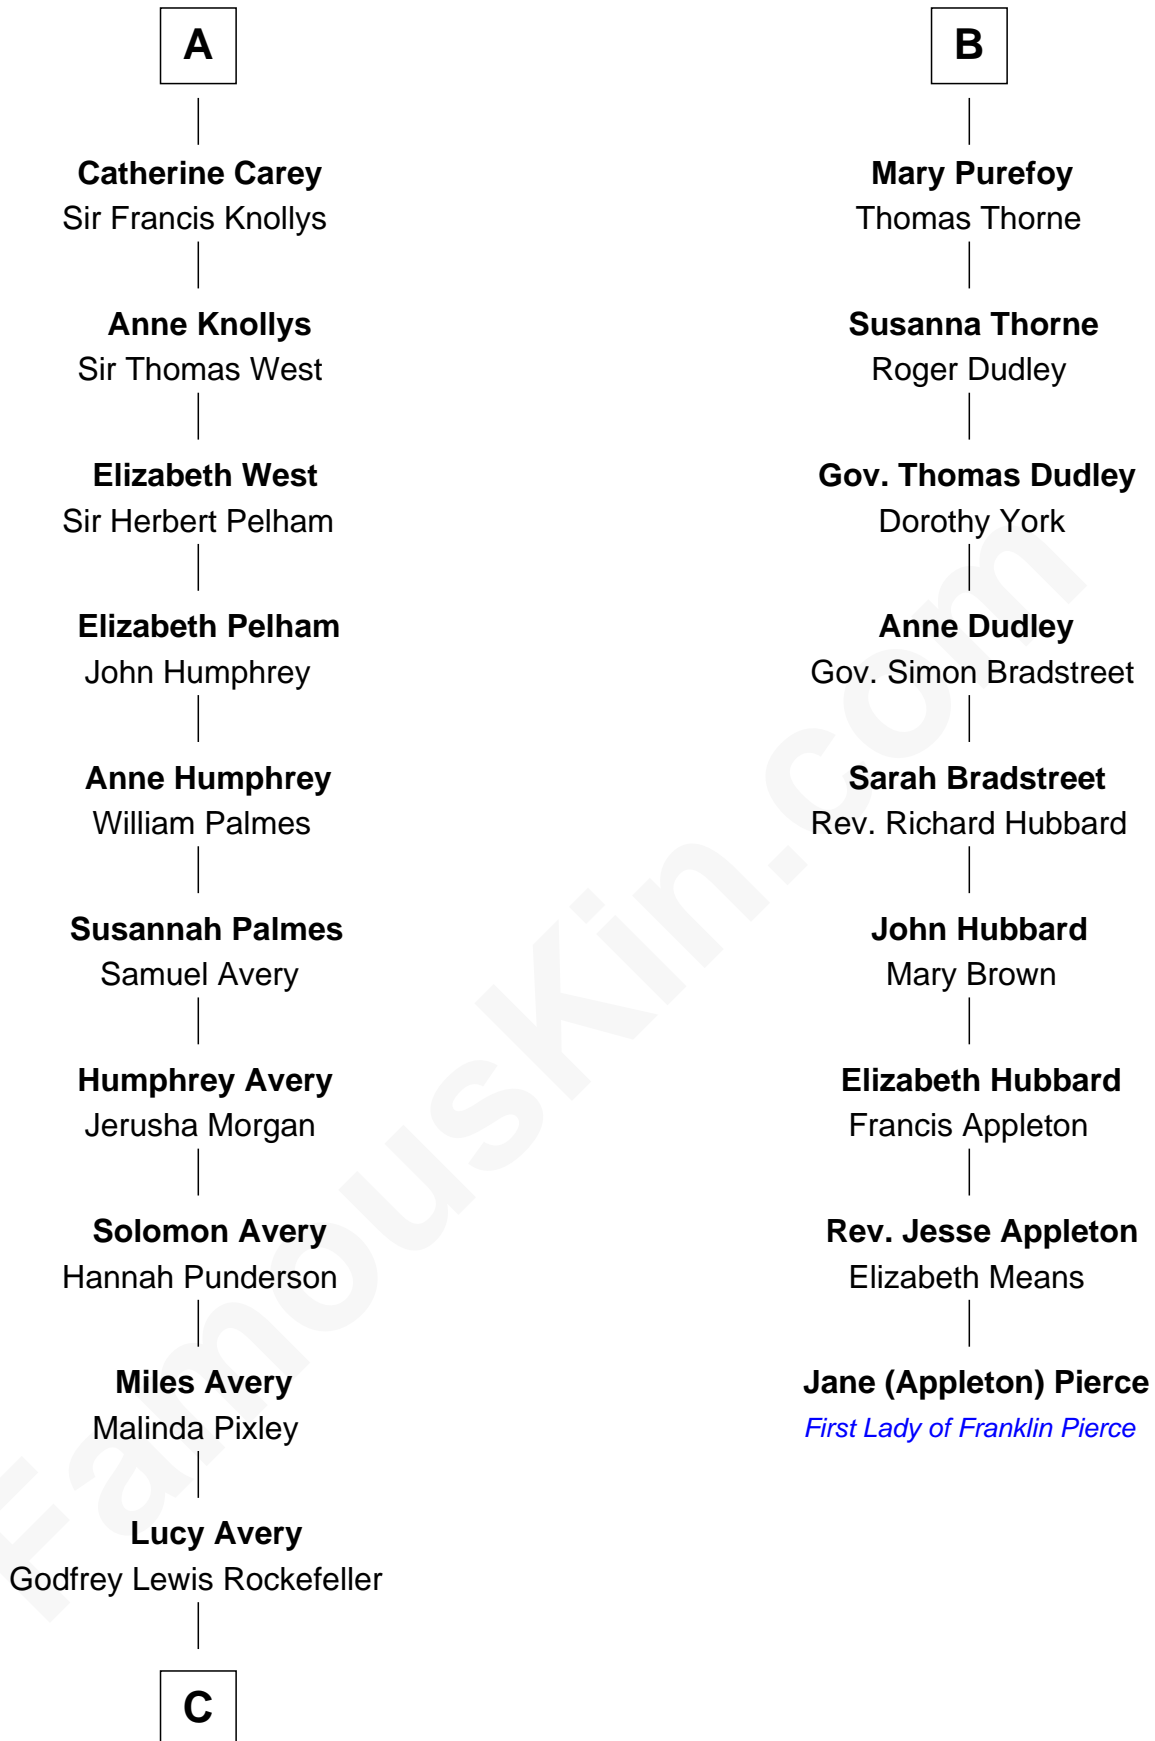 A
Catherine Carey
Sir Francis Knollys
Anne Knollys
Sir Thomas West
Elizabeth West
Sir Herbert Pelham
Elizabeth Pelham
John Humphrey
Anne Humphrey
William Palmes
Susannah Palmes
Samuel Avery
Humphrey Avery
Jerusha Morgan
Solomon Avery
Hannah Punderson
Miles Avery
Malinda Pixley
Lucy Avery
Godfrey Lewis Rockefeller
C
B
Mary Purefoy
Thomas Thorne
Susanna Thorne
Roger Dudley
Gov. Thomas Dudley
Dorothy York
Anne Dudley
Gov. Simon Bradstreet
Sarah Bradstreet
Rev. Richard Hubbard
John Hubbard
Mary Brown
Elizabeth Hubbard
Francis Appleton
Rev. Jesse Appleton
Elizabeth Means
Jane (Appleton) Pierce
First Lady of Franklin Pierce
FamousKin.com